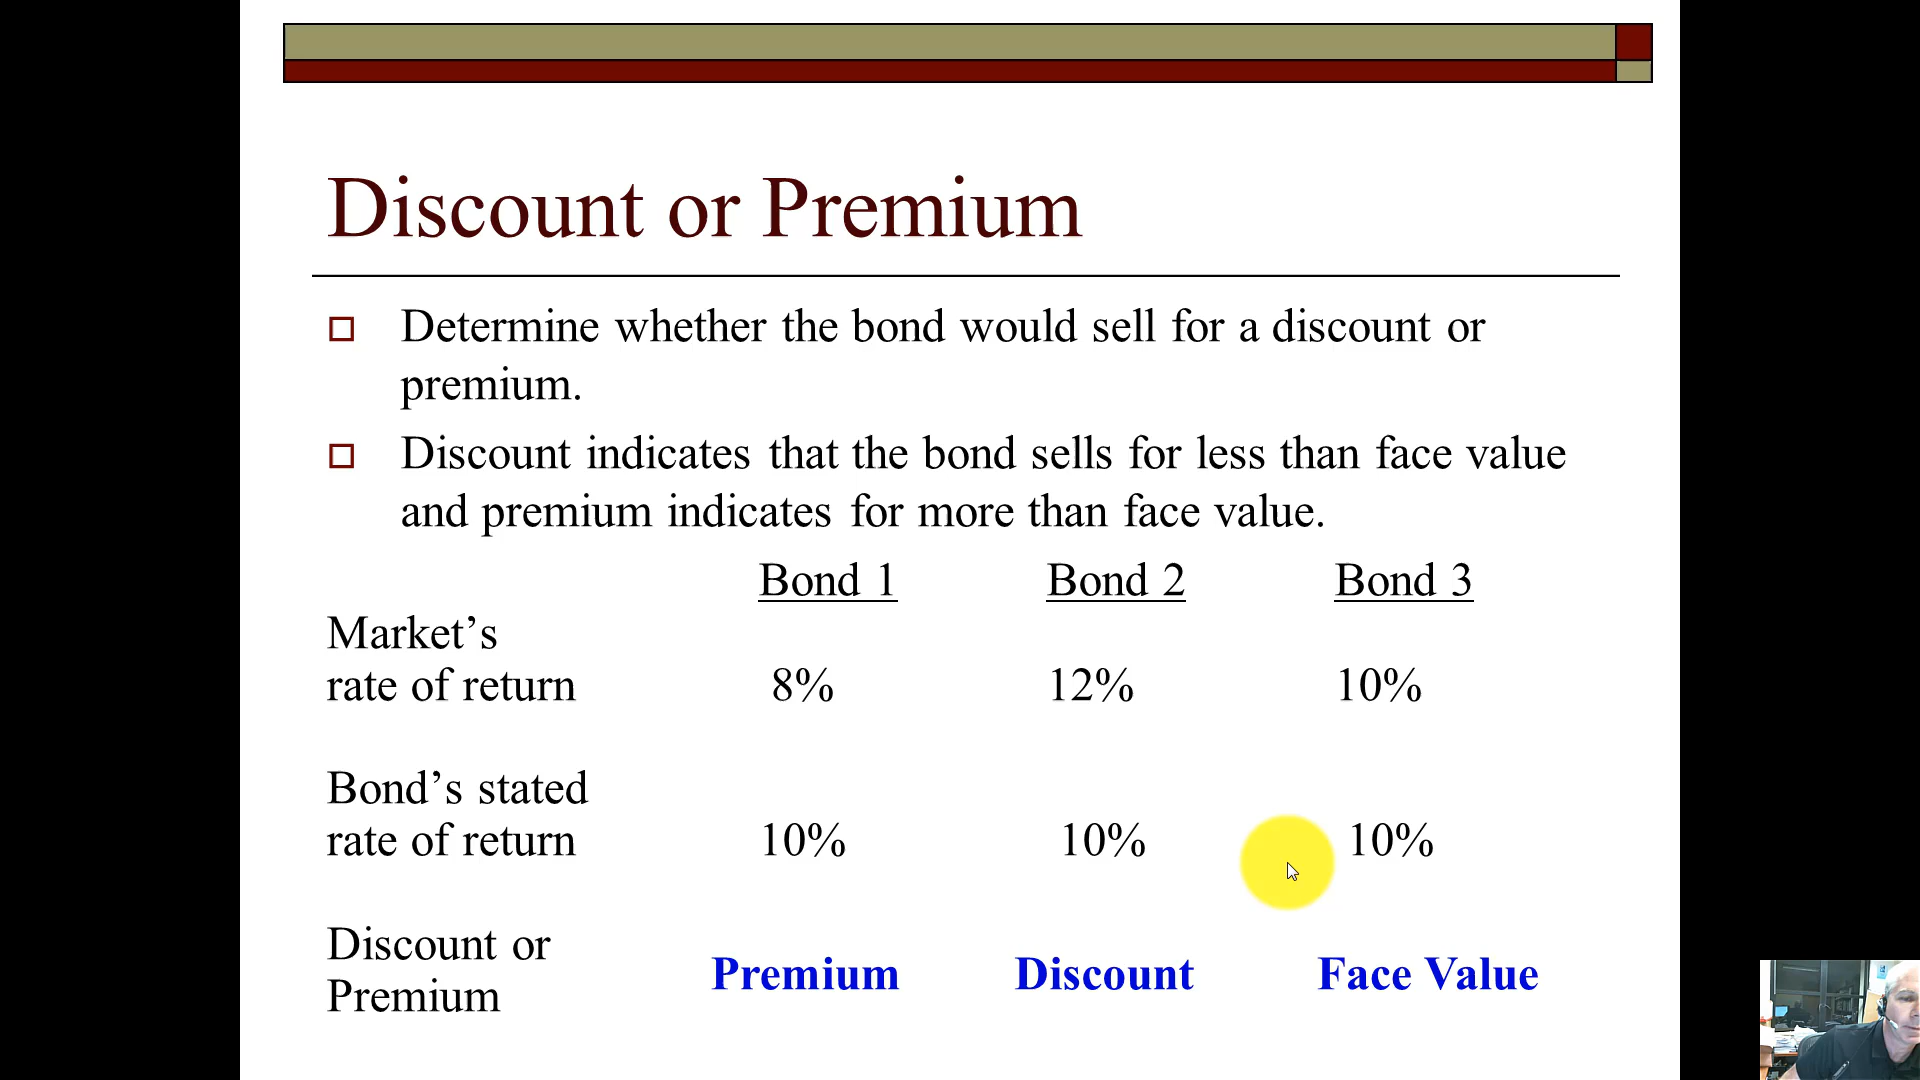 Discount or Premium
Determine whether the bond would sell for a discount or
premium.
Discount indicates that the bond sells for less than face value
and premium indicates for more than face value.
Bond 1 Bond 2 Bond 3
Market’s
rate of return 8% 12% 10%
Bond’s stated
rate of return 10% 10% 10%
Discount or
Premium Premium Discount Face Value